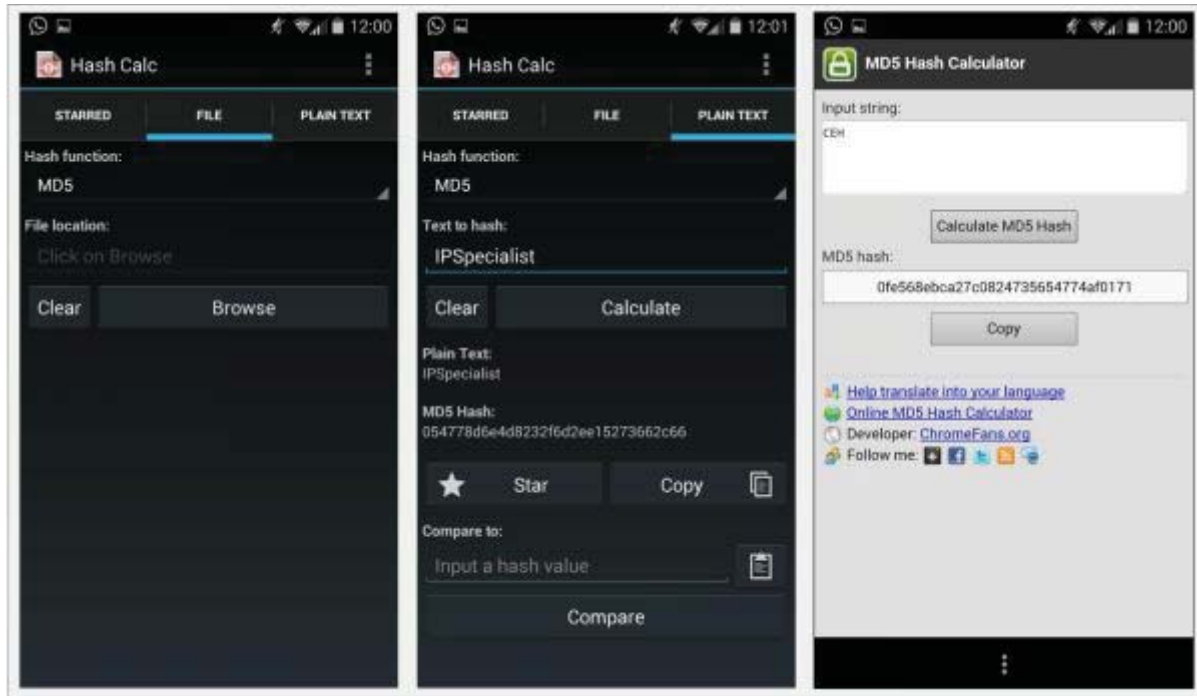 12:00
Hash Calc
STARRED FILE PLAIN TEXT
Hash function:
MD5
File location:
Click on Browse
Clear Browse
12:01
Hash Calc
STARRED FILE PLAIN TEXT
Hash function:
MD5
Text to hash:
IPSpecialist
Clear Calculate
Plain Text:
IPSpecialist
MD5 Hash:
054778d6e4d8232f6d2ee15273662c66
Star Copy
Compare to:
Input a hash value
Compare
12:00
MD5 Hash Calculator
Input string:
CEH
Calculate MD5 Hash
MD5 hash:
0fe568ebca27c0824735654774af0171
Copy
Help translate into your language
Online MD5 Hash Calculator
Developer: ChromeFans.org
Follow me: